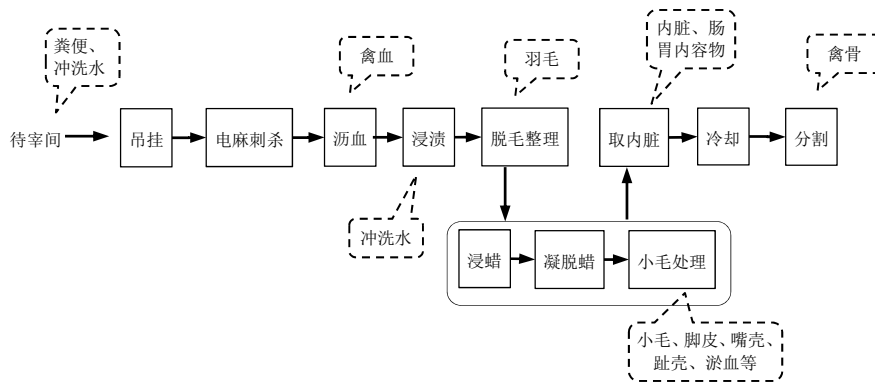 粪便、
冲洗水
禽血
羽毛
内脏、肠
胃内容物
禽骨
待宰间
吊挂
电麻刺杀
沥血
浸渍
脱毛整理
取内脏
冷却
分割
冲洗水
浸蜡
凝脱蜡
小毛处理
小毛、脚皮、嘴壳、
趾壳、淤血等